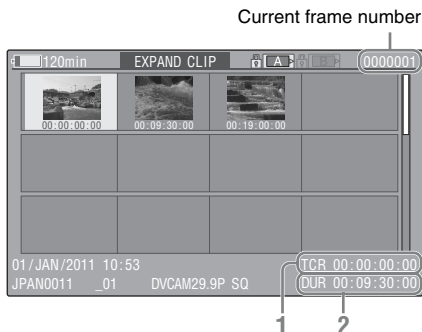 Current frame number
120min EXPAND CLIP A B 0000001
00:00:00:00 00:09:30:00 00:19:00:00
01/JAN/2011 10:53 TCR 00:00:00:00
JPAN0011 _01 DVCAM29.9P SQ DUR 00:09:30:00
1 2